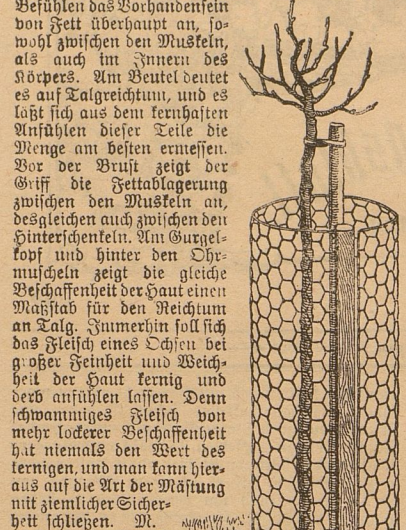 Befühlen das Vorhandensein
von Fett überhaupt an, so-
wohl zwischen den Muskeln,
als auch im Innern des
Körpers. Am Beutel deutet
es auf Talgreichtum, und es
läßt sich aus dem kernhaften
Anfühlen dieser Teile die
Menge am besten ermessen.
Vor der Brust zeigt der
Griff die Fettablagerung
zwischen den Muskeln an,
desgleichen auch zwischen den
Hinterschenkeln. Am Gurgel-
kopf und hinter den Ohr-
muscheln zeigt die gleiche
Beschaffenheit der Haut einen
Maßstab für den Reichtum
an Talg. Immerhin soll sich
das Fleisch eines Ochsen bei
großer Feinheit und Weich-
heit der Haut kernig und
derb anfühlen lassen. Denn
schwammiges Fleisch von
mehr lockerer Beschaffenheit
hat niemals den Wert des
kernigen, und man kann hier-
aus auf die Art der Mästung
mit ziemlicher Sicher-
heit schließen. M.